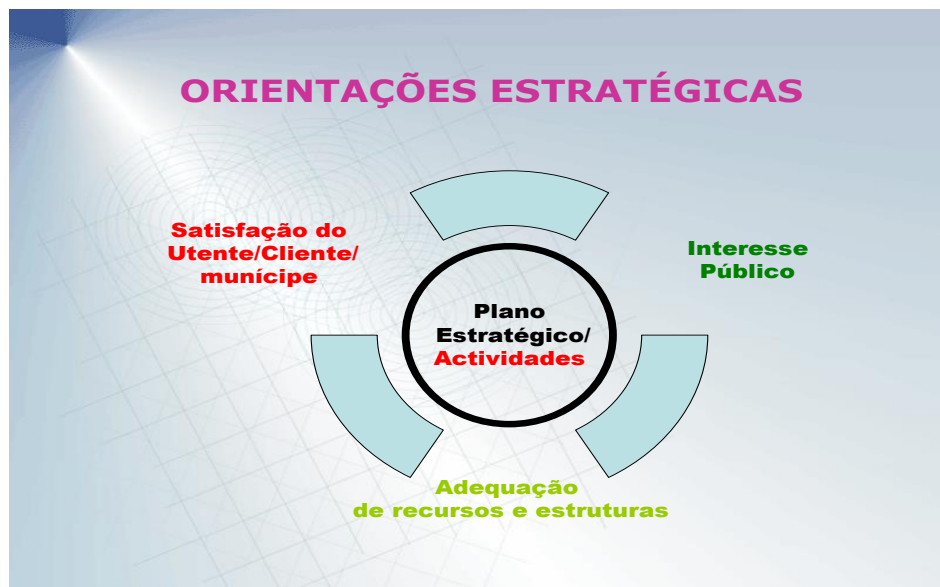 ORIENTAÇÕES ESTRATÉGICAS
Satisfação do
Utente/Cliente/
munícipe
Interesse
Público
Plano
Estratégico/
Actividades
Adequação
de recursos e estruturas